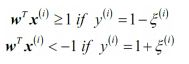 w^T x^(i) ≥ 1 if y^(i) = 1 − ξ^(i)
w^T x^(i) < −1 if y^(i) = 1 + ξ^(i)